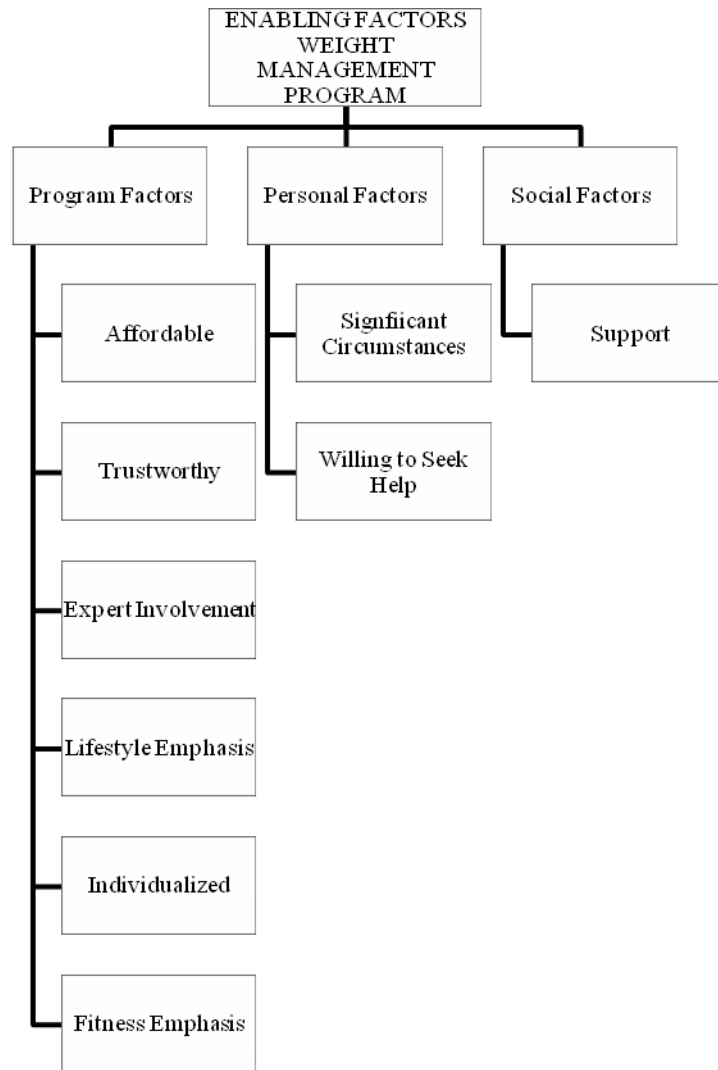 ENABLING FACTORS
WEIGHT
MANAGEMENT
PROGRAM
Program Factors
Personal Factors
Social Factors
Affordable
Signfiicant
Circumstances
Support
Trustworthy
Willing to Seek
Help
Expert Involvement
Lifestyle Emphasis
Individualized
Fitness Emphasis